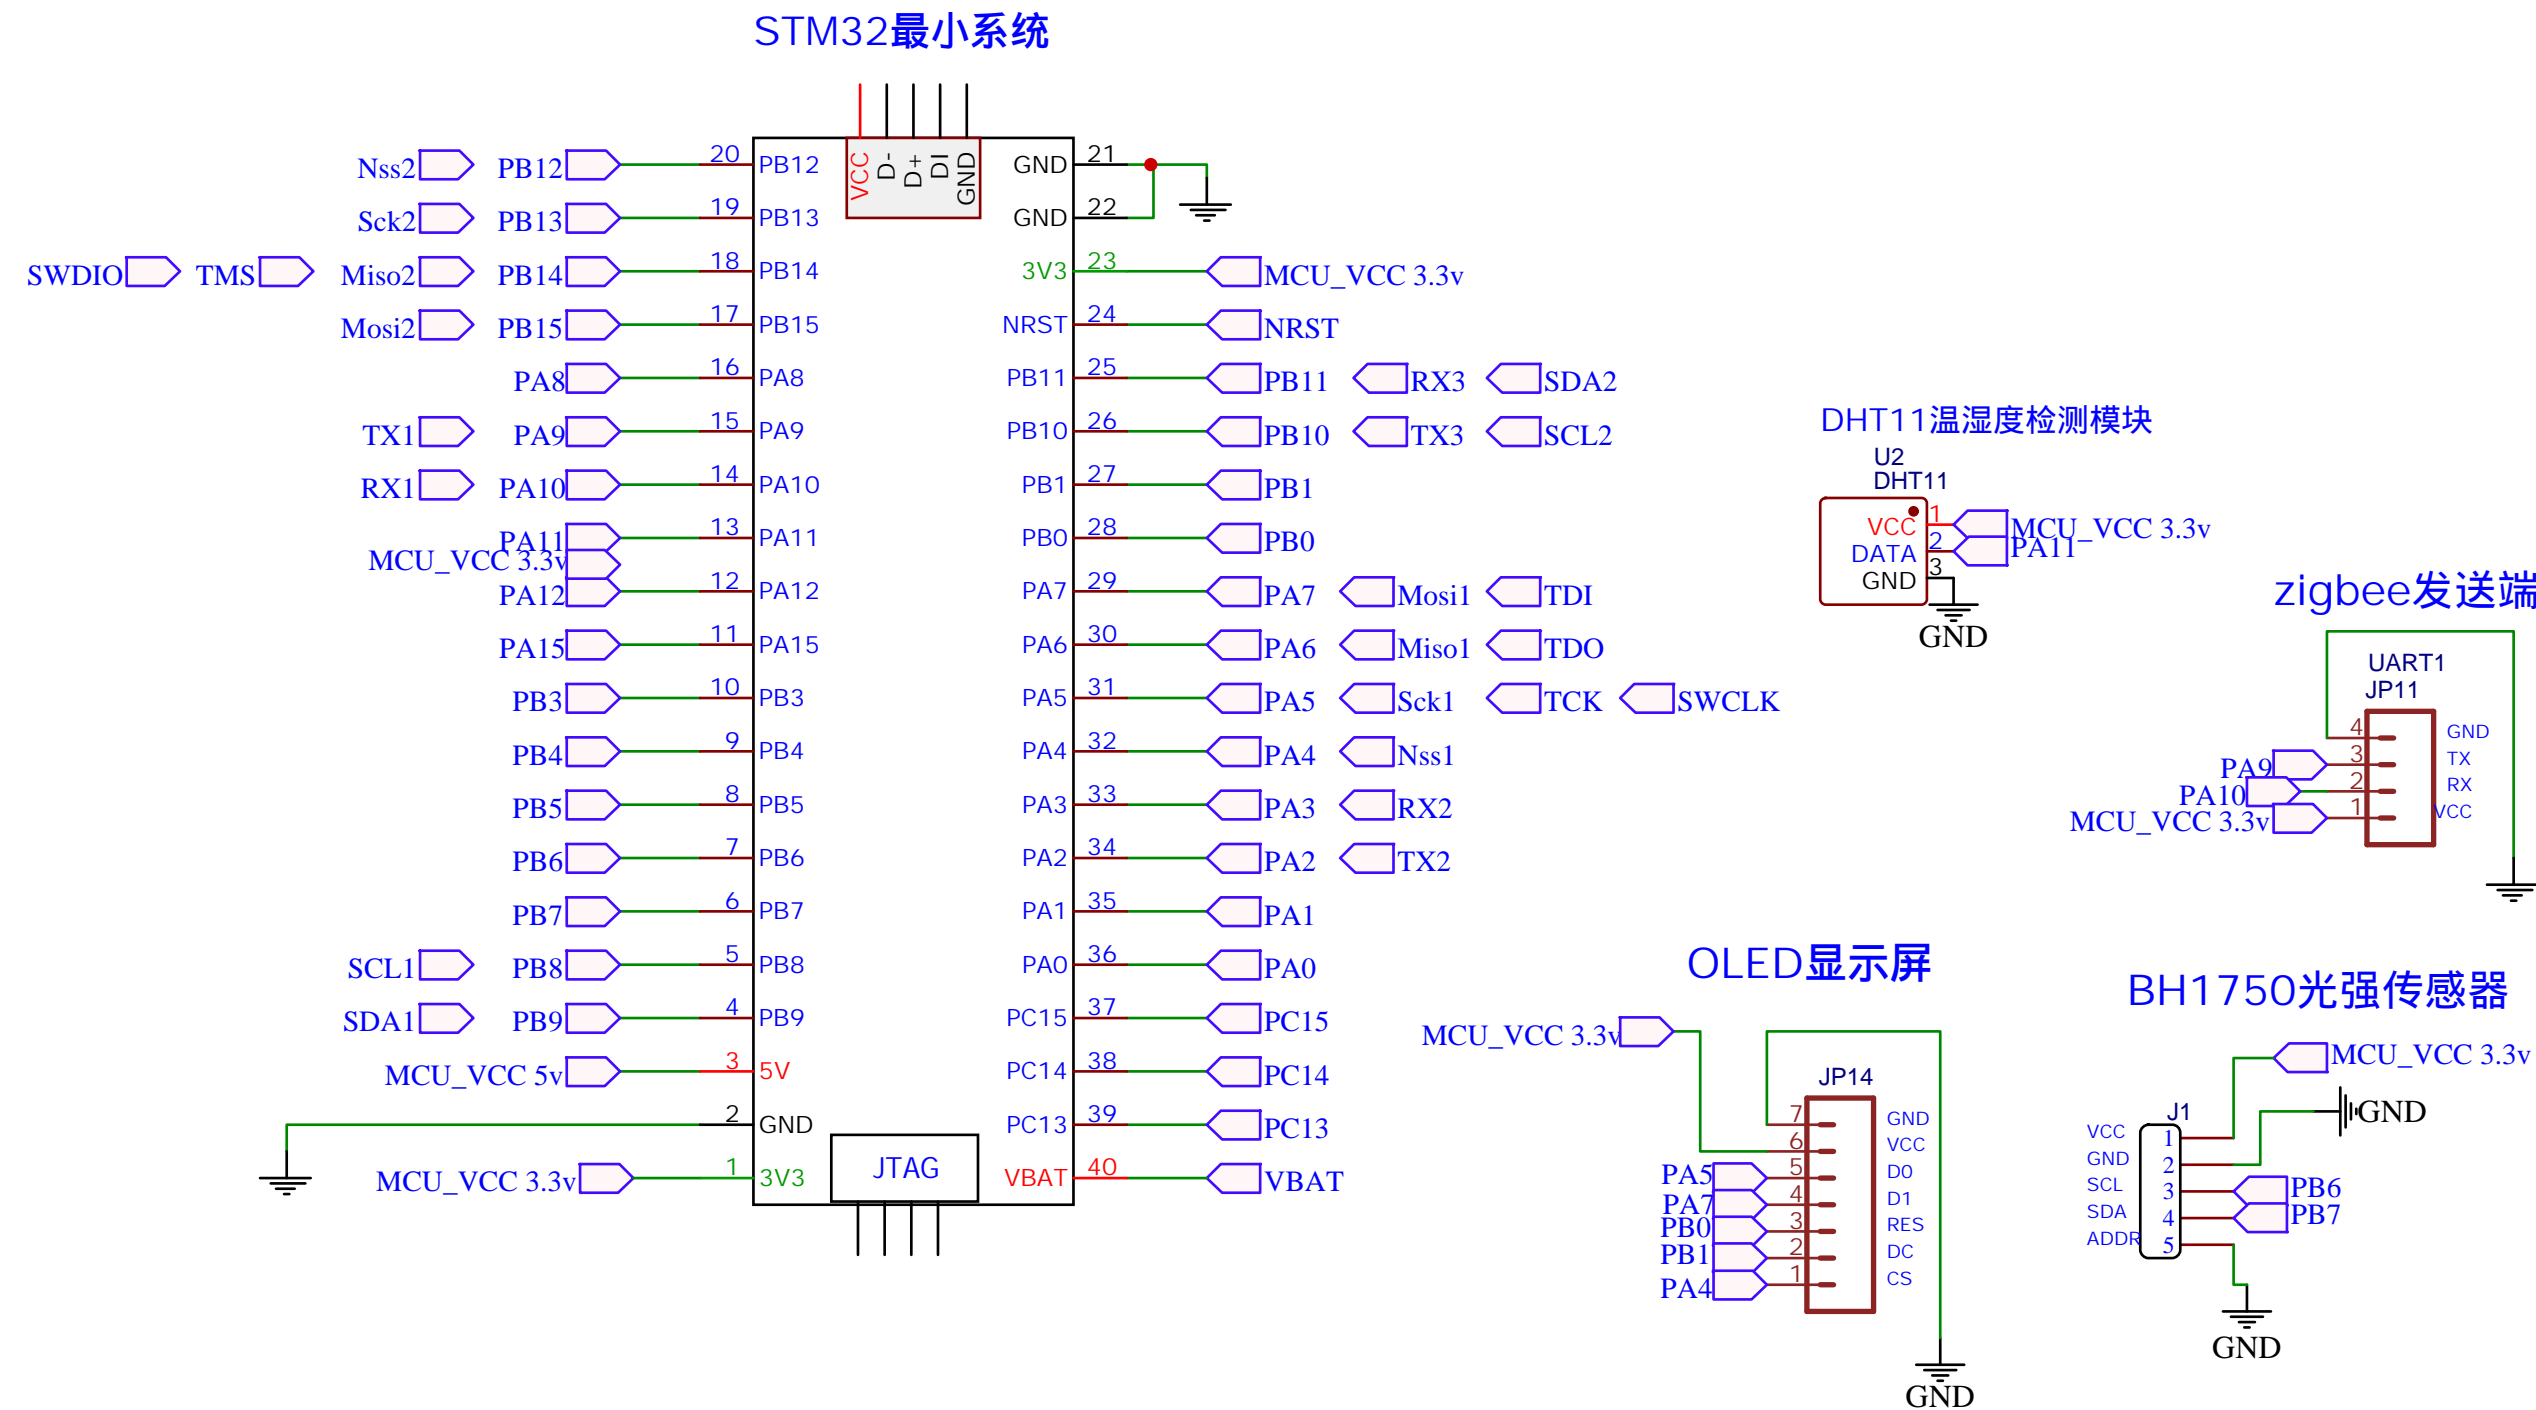 STM32最小系统
VCC
D-
D+
DI
GND
Nss2 PB12 20 PB12
Sck2 PB13 19 PB13
SWDIO TMS Miso2 PB14 18 PB14
Mosi2 PB15 17 PB15
PA8 16 PA8
TX1 PA9 15 PA9
RX1 PA10 14 PA10
PA11 13 PA11
MCU_VCC 3.3v
PA12 12 PA12
PA15 11 PA15
PB3 10 PB3
PB4 9 PB4
PB5 8 PB5
PB6 7 PB6
PB7 6 PB7
SCL1 PB8 5 PB8
SDA1 PB9 4 PB9
MCU_VCC 5v 3 5V
2 GND
MCU_VCC 3.3v 1 3V3
JTAG
GND 21
GND 22
3V3 23 MCU_VCC 3.3v
NRST 24 NRST
PB11 25 PB11 RX3 SDA2
PB10 26 PB10 TX3 SCL2
PB1 27 PB1
PB0 28 PB0
PA7 29 PA7 Mosi1 TDI
PA6 30 PA6 Miso1 TDO
PA5 31 PA5 Sck1 TCK SWCLK
PA4 32 PA4 Nss1
PA3 33 PA3 RX2
PA2 34 PA2 TX2
PA1 35 PA1
PA0 36 PA0
PC15 37 PC15
PC14 38 PC14
PC13 39 PC13
VBAT 40 VBAT
DHT11温湿度检测模块
U2
DHT11
VCC 1 MCU_VCC 3.3v
DATA 2 PA11
GND 3
GND
zigbee发送端
UART1
JP11
4 GND
PA9 3 TX
PA10 2 RX
MCU_VCC 3.3v 1 VCC
OLED显示屏
MCU_VCC 3.3v
JP14
7 GND
6 VCC
PA5 5 D0
PA7 4 D1
PB0 3 RES
PB1 2 DC
PA4 1 CS
GND
BH1750光强传感器
MCU_VCC 3.3v
GND
J1
VCC 1
GND 2
SCL 3 PB6
SDA 4 PB7
ADDR 5
GND